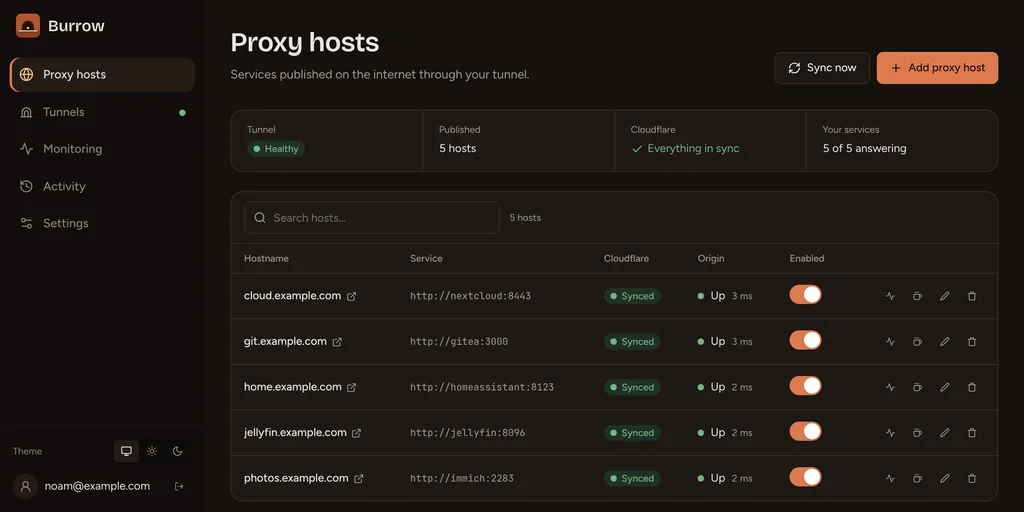 Burrow
Proxy hosts
Tunnels
Monitoring
Activity
Settings
Theme
noam@example.com
Proxy hosts
Services published on the internet through your tunnel.
Sync now
Add proxy host
Tunnel
Healthy
Published
5 hosts
Cloudflare
Everything in sync
Your services
5 of 5 answering
Search hosts...
5 hosts
Hostname Service Cloudflare Origin Enabled
cloud.example.com http://nextcloud:8443 Synced Up 3 ms
git.example.com http://gitea:3000 Synced Up 3 ms
home.example.com http://homeassistant:8123 Synced Up 2 ms
jellyfin.example.com http://jellyfin:8096 Synced Up 2 ms
photos.example.com http://immich:2283 Synced Up 2 ms